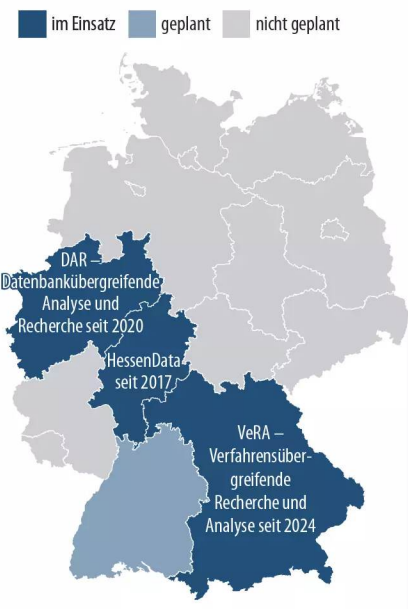 im Einsatz geplant nicht geplant
DAR –
Datenbankübergreifende
Analyse und
Recherche seit 2020
HessenData
seit 2017
VeRA –
Verfahrensüber-
greifende
Recherche und
Analyse seit 2024